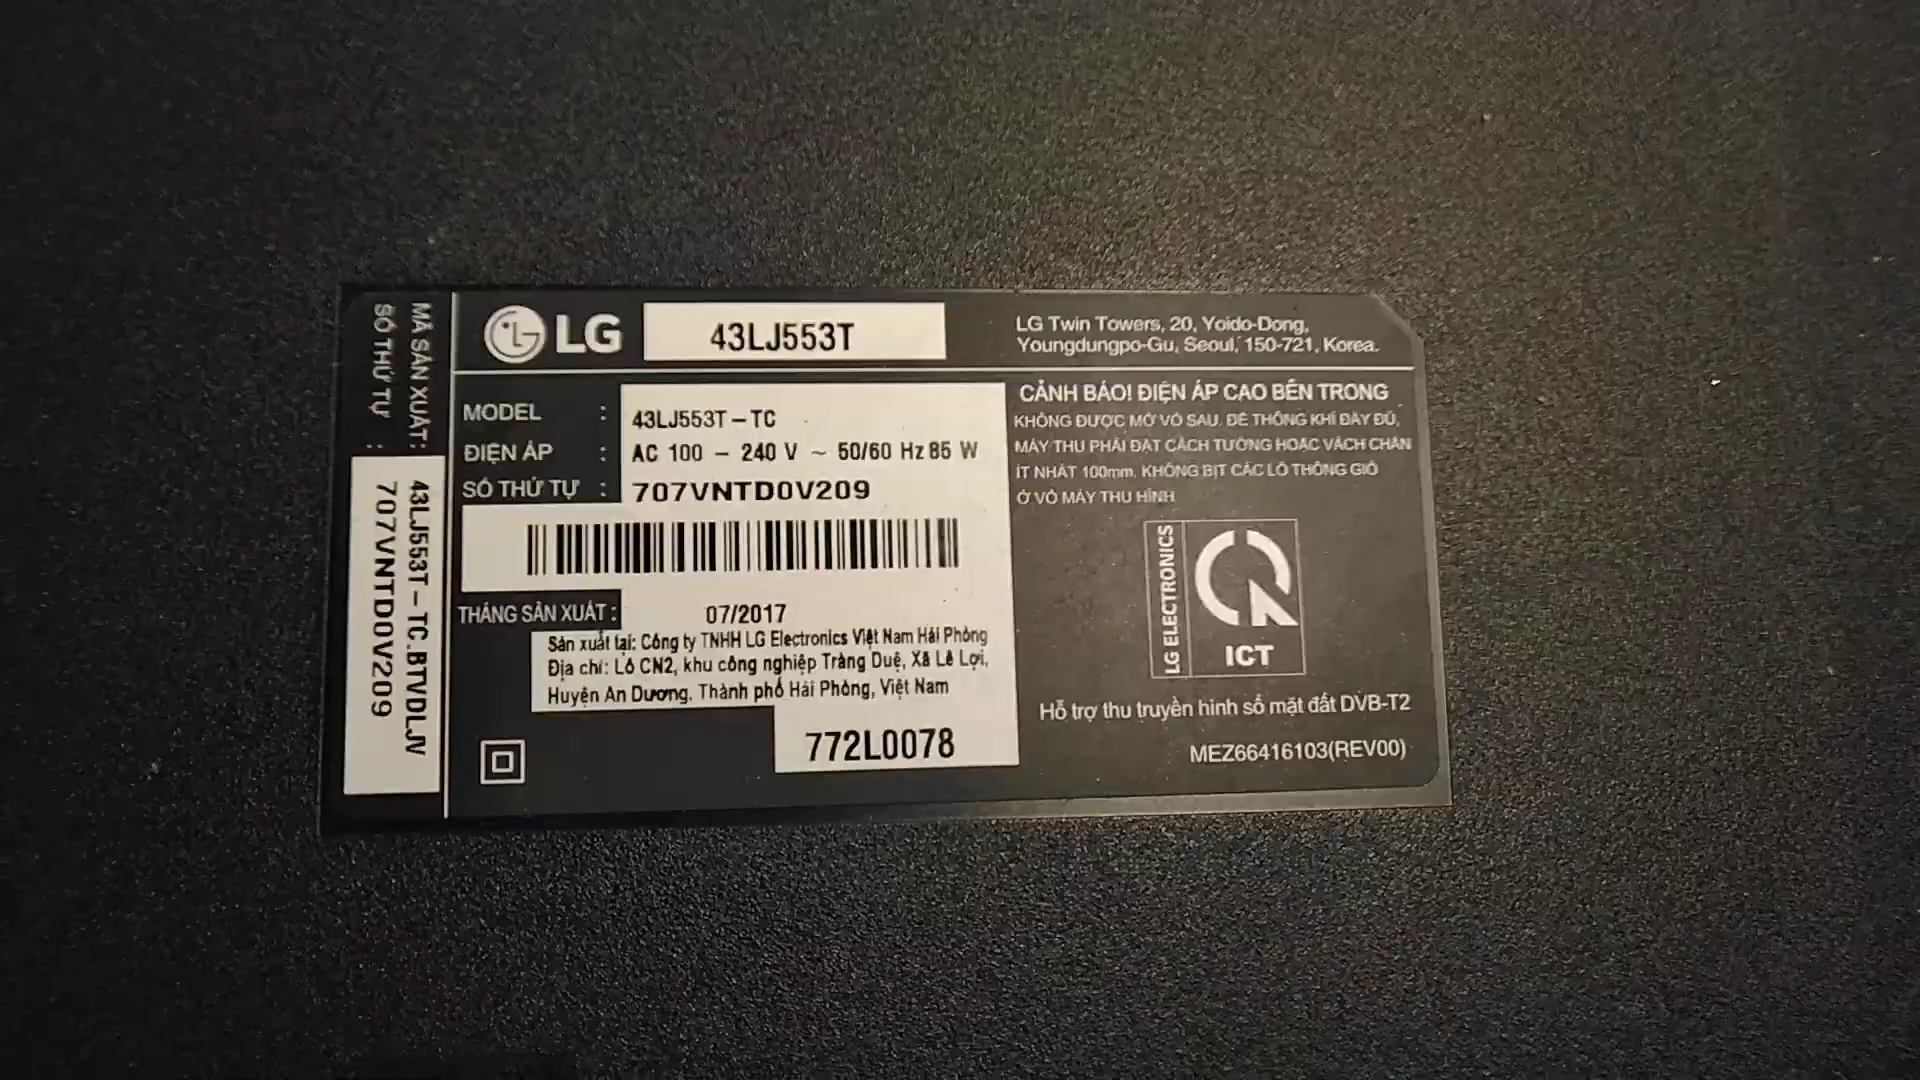 MÃ SẢN XUẤT: 43LJ553T-TC.BTVDLJV
SỐ THỨ TỰ : 707VNTD0V209
LG 43LJ553T
LG Twin Towers, 20, Yoido-Dong,
Youngdungpo-Gu, Seoul, 150-721, Korea.
MODEL : 43LJ553T-TC
ĐIỆN ÁP : AC 100 - 240 V ~ 50/60 Hz 85 W
SỐ THỨ TỰ : 707VNTD0V209
THÁNG SẢN XUẤT : 07/2017
Sản xuất tại: Công ty TNHH LG Electronics Việt Nam Hải Phòng
Địa chỉ: Lô CN2, khu công nghiệp Tràng Duệ, Xã Lê Lợi,
Huyện An Dương, Thành phố Hải Phòng, Việt Nam
772L0078
CẢNH BÁO! ĐIỆN ÁP CAO BÊN TRONG
KHÔNG ĐƯỢC MỞ VỎ SAU. ĐỂ THÔNG KHÍ ĐẦY ĐỦ,
MÁY THU PHẢI ĐẶT CÁCH TƯỜNG HOẶC VÁCH CHẮN
ÍT NHẤT 100mm. KHÔNG BỊT CÁC LỖ THÔNG GIÓ
Ở VỎ MÁY THU HÌNH
LG ELECTRONICS
ICT
Hỗ trợ thu truyền hình số mặt đất DVB-T2
MEZ66416103(REV00)